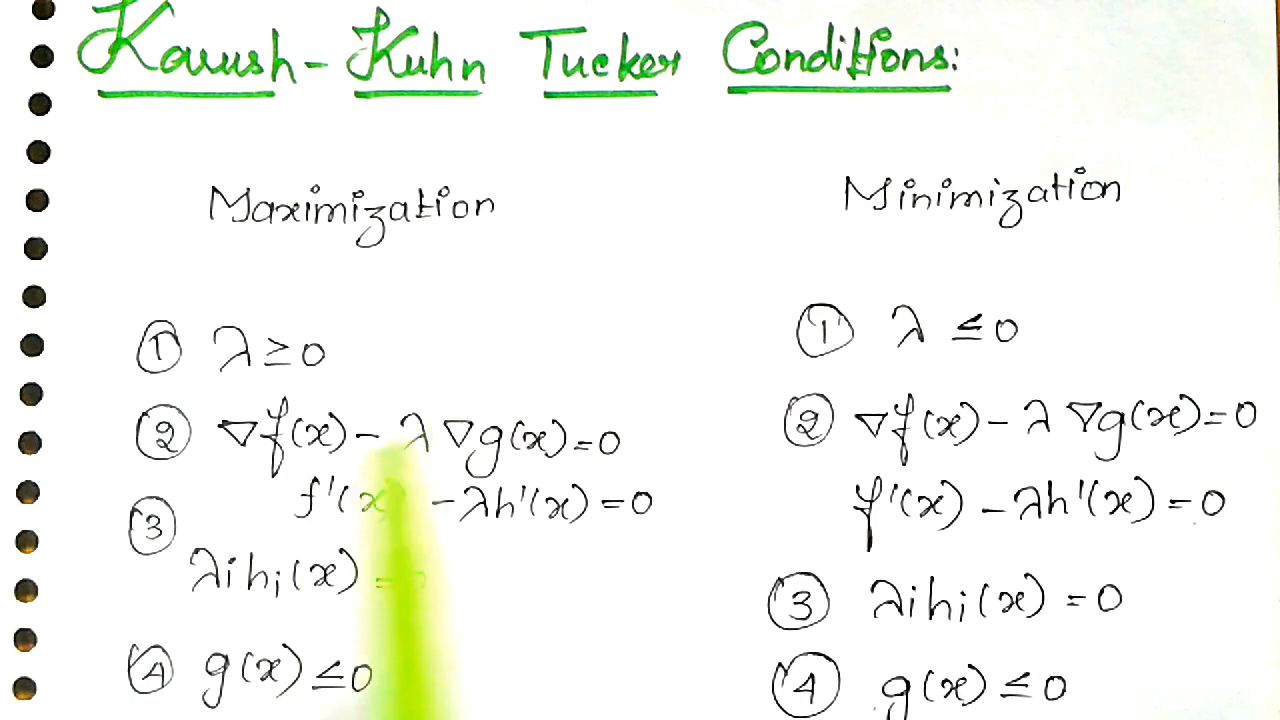 Karush-Kuhn Tucker Conditions:
Maximization
① λ ≥ 0
② ∇f(x) - λ ∇g(x) = 0
f'(x) - λh'(x) = 0
③
λihi(x) =
④ g(x) ≤ 0
Minimization
① λ ≤ 0
② ∇f(x) - λ ∇g(x) = 0
f'(x) - λh'(x) = 0
③ λihi(x) = 0
④ g(x) ≤ 0